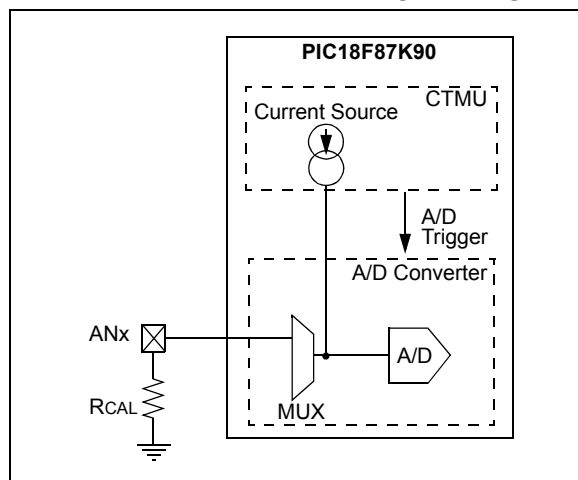 PIC18F87K90
CTMU
Current Source
A/D
Trigger
A/D Converter
ANx
A/D
RCAL
MUX